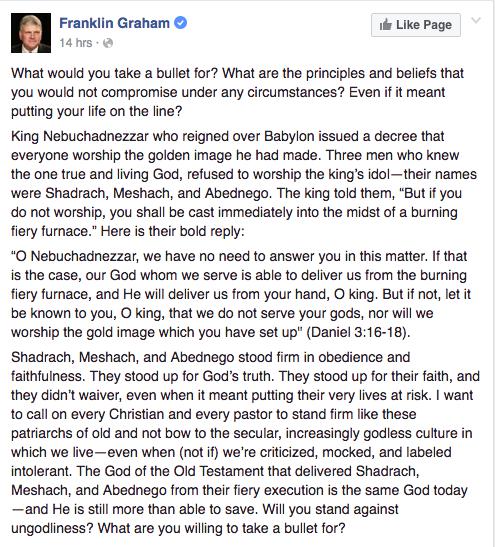 Franklin Graham
Like Page
14 hrs ·
What would you take a bullet for? What are the principles and beliefs that
you would not compromise under any circumstances? Even if it meant
putting your life on the line?
King Nebuchadnezzar who reigned over Babylon issued a decree that
everyone worship the golden image he had made. Three men who knew
the one true and living God, refused to worship the king's idol—their names
were Shadrach, Meshach, and Abednego. The king told them, “But if you
do not worship, you shall be cast immediately into the midst of a burning
fiery furnace.” Here is their bold reply:
“O Nebuchadnezzar, we have no need to answer you in this matter. If that
is the case, our God whom we serve is able to deliver us from the burning
fiery furnace, and He will deliver us from your hand, O king. But if not, let it
be known to you, O king, that we do not serve your gods, nor will we
worship the gold image which you have set up" (Daniel 3:16-18).
Shadrach, Meshach, and Abednego stood firm in obedience and
faithfulness. They stood up for God's truth. They stood up for their faith, and
they didn't waiver, even when it meant putting their very lives at risk. I want
to call on every Christian and every pastor to stand firm like these
patriarchs of old and not bow to the secular, increasingly godless culture in
which we live—even when (not if) we're criticized, mocked, and labeled
intolerant. The God of the Old Testament that delivered Shadrach,
Meshach, and Abednego from their fiery execution is the same God today
—and He is still more than able to save. Will you stand against
ungodliness? What are you willing to take a bullet for?